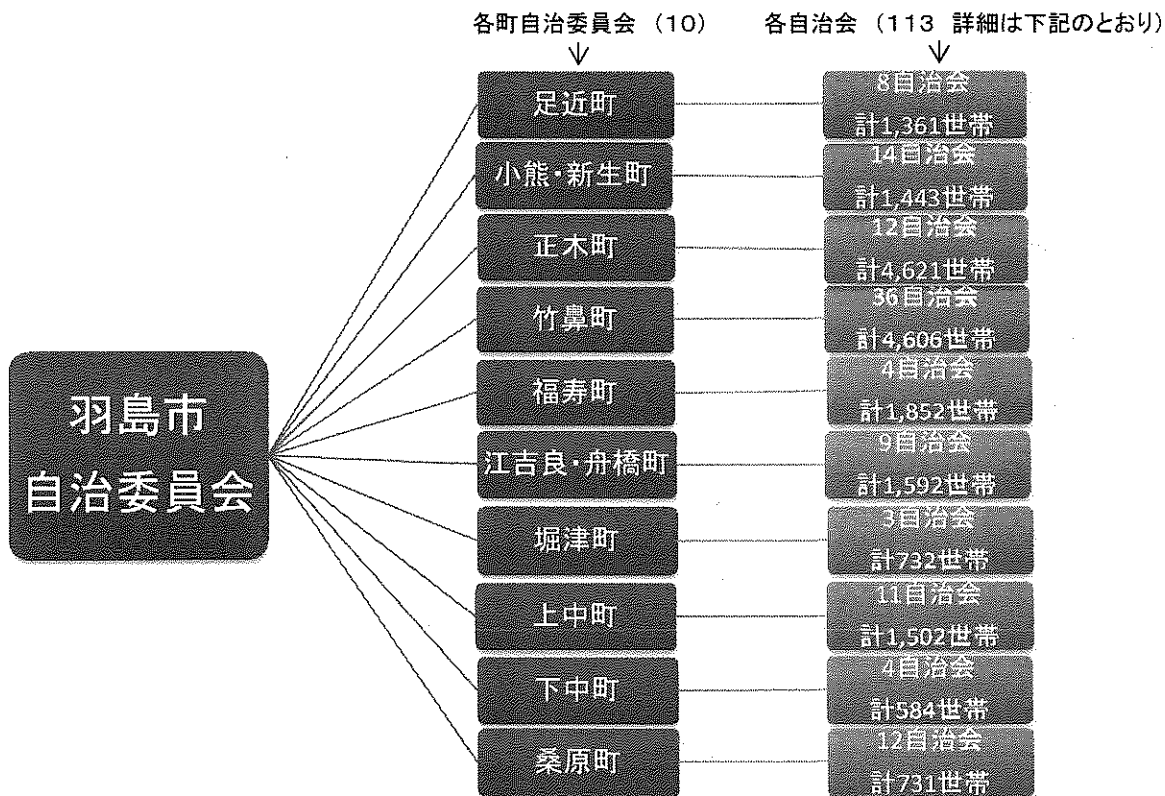 各町自治委員会 (10)
各自治会 (113 詳細は下記のとおり)
羽島市
自治委員会
足近町
8自治会
計1,361世帯
小熊・新生町
14自治会
計1,443世帯
正木町
12自治会
計4,621世帯
竹鼻町
36自治会
計4,606世帯
福寿町
4自治会
計1,852世帯
江吉良・舟橋町
9自治会
計1,592世帯
堀津町
3自治会
計732世帯
上中町
11自治会
計1,502世帯
下中町
4自治会
計584世帯
桑原町
12自治会
計731世帯